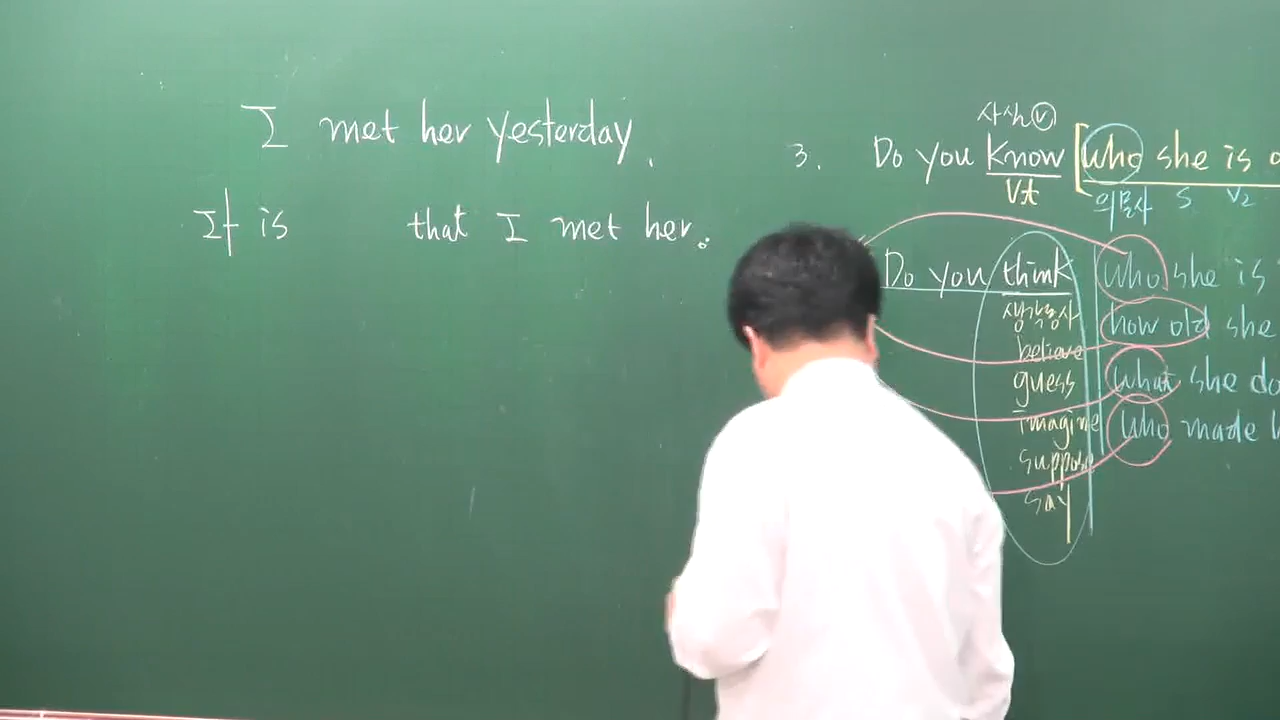 I met her yesterday.
It is that I met her.
사실 ⓥ
3. Do you know [who she is
Vt
의문사 S V2
Do you think who she is
생각동사 how old she
believe
guess what she do
imagine who made
suppose
say